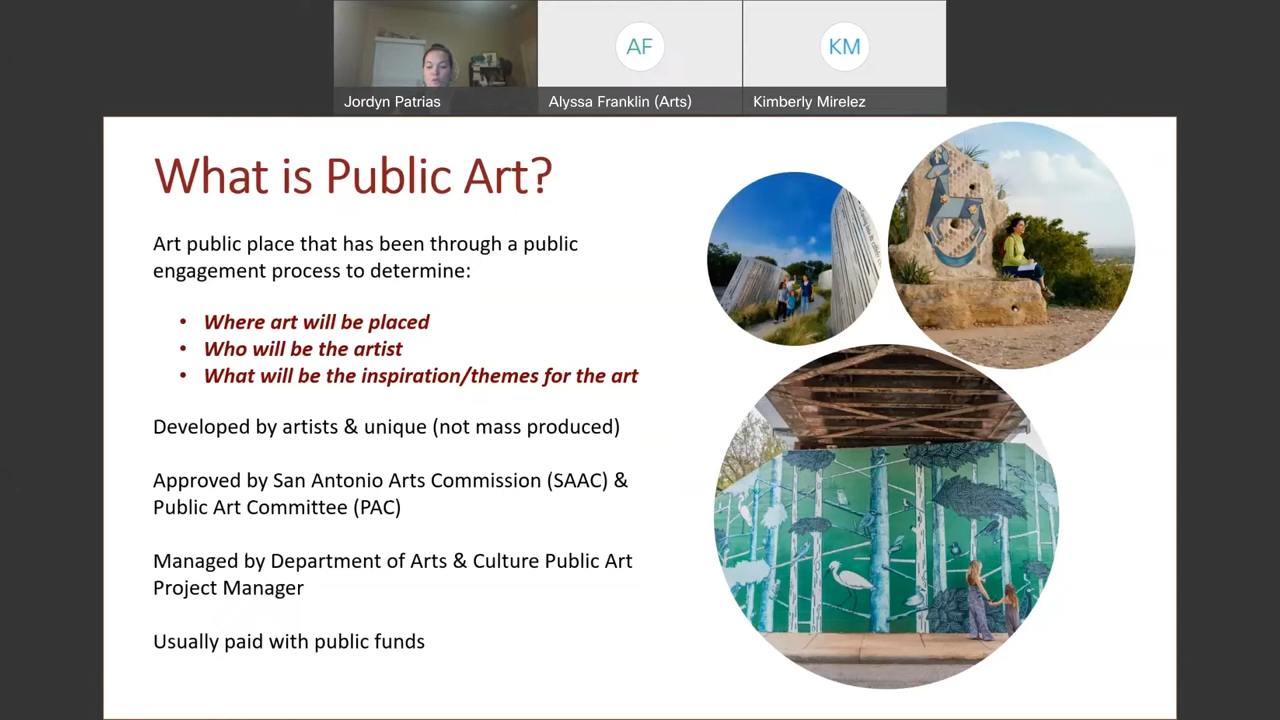 AF
KM
Jordyn Patrias
Alyssa Franklin (Arts)
Kimberly Mirelez
What is Public Art?
Art public place that has been through a public
engagement process to determine:
• Where art will be placed
• Who will be the artist
• What will be the inspiration/themes for the art
Developed by artists & unique (not mass produced)
Approved by San Antonio Arts Commission (SAAC) &
Public Art Committee (PAC)
Managed by Department of Arts & Culture Public Art
Project Manager
Usually paid with public funds